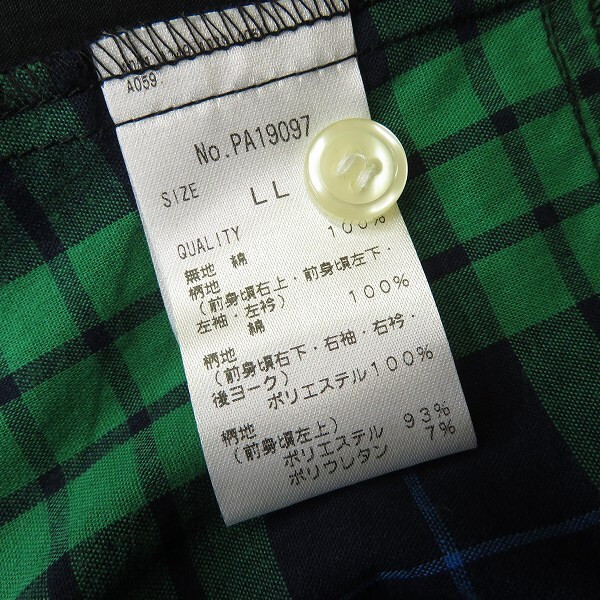 A059
No.PA19097
SIZE LL
QUALITY
無地 綿 100%
柄地
(前身頃右上・前身頃左下・
左袖・左衿)
綿 100%
柄地
(前身頃右下・右袖・右衿・
後ヨーク)
ポリエステル100%
柄地
(前身頃左上)
ポリエステル 93%
ポリウレタン 7%